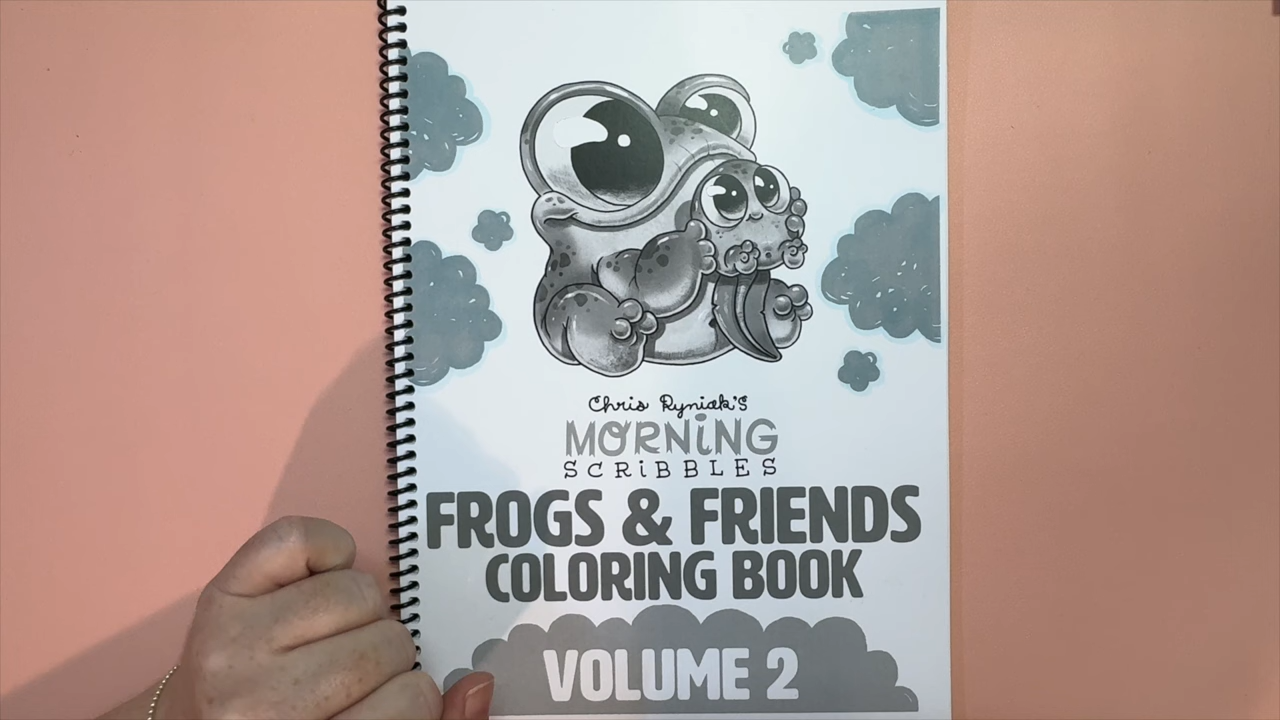 Chris Ryniak's
MORNiNG
SCRiBBLES
FROGS & FRIENDS
COLORING BOOK
VOLUME 2